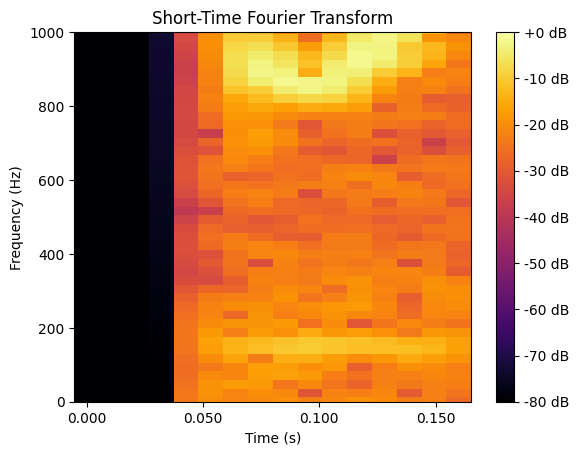 Short-Time Fourier Transform
1000
800
600
400
200
0
Frequency (Hz)
0.000
0.050
0.100
0.150
Time (s)
+0 dB
-10 dB
-20 dB
-30 dB
-40 dB
-50 dB
-60 dB
-70 dB
-80 dB